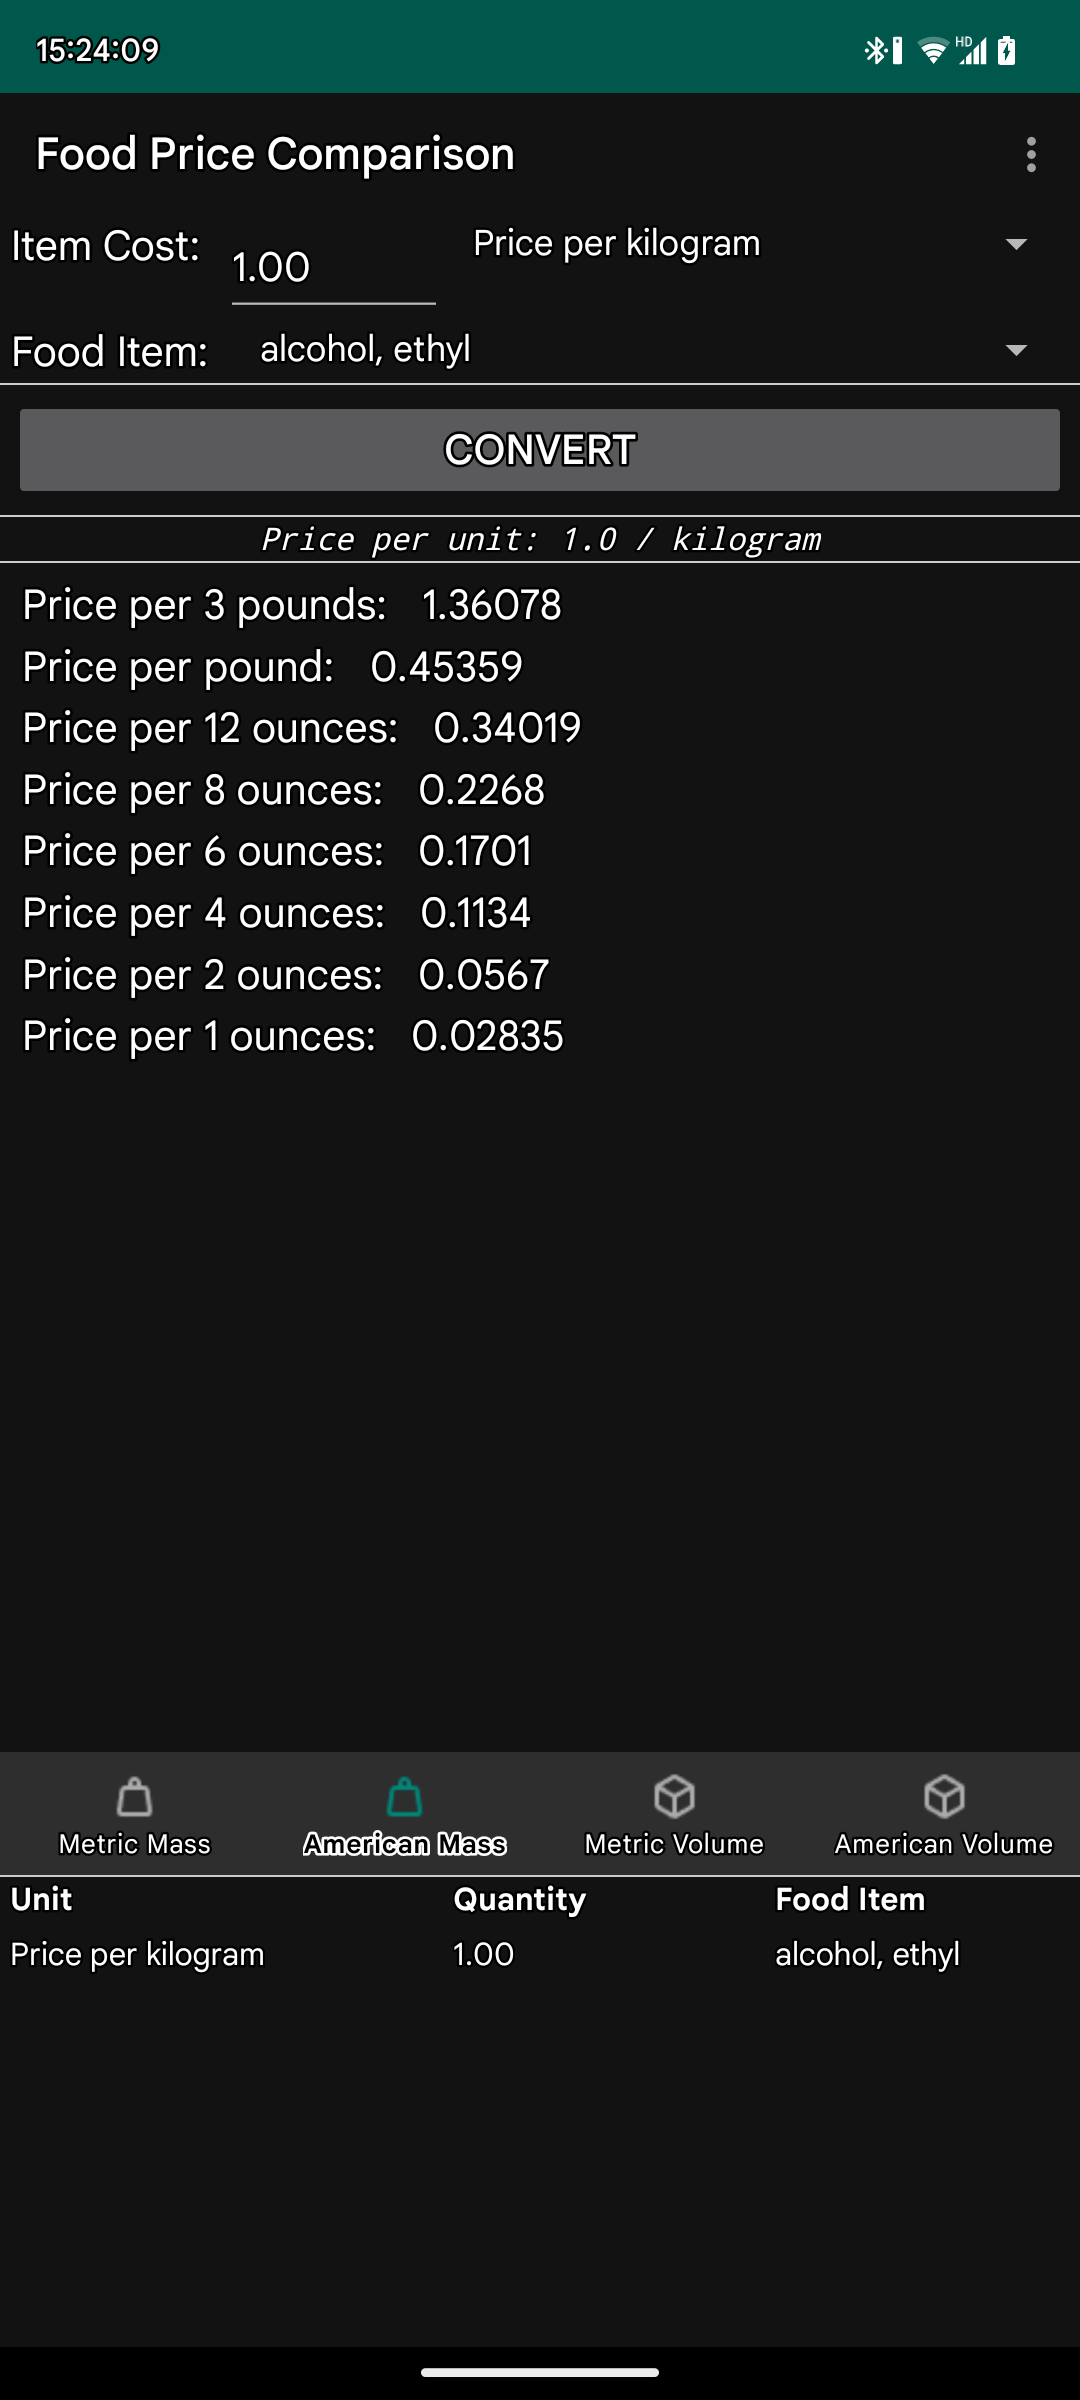 15:24:09
HD
Food Price Comparison
Item Cost: 1.00 Price per kilogram
Food Item: alcohol, ethyl
CONVERT
Price per unit: 1.0 / kilogram
Price per 3 pounds: 1.36078
Price per pound: 0.45359
Price per 12 ounces: 0.34019
Price per 8 ounces: 0.2268
Price per 6 ounces: 0.1701
Price per 4 ounces: 0.1134
Price per 2 ounces: 0.0567
Price per 1 ounces: 0.02835
Metric Mass American Mass Metric Volume American Volume
Unit Quantity Food Item
Price per kilogram 1.00 alcohol, ethyl